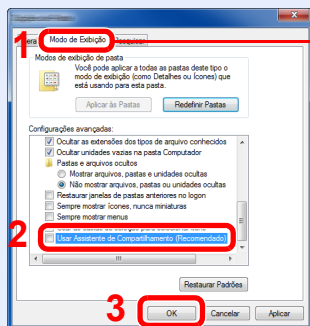 1
Modo de Exibição
Modos de exibição de pasta
Você pode aplicar a todas as pastas deste tipo o
modo de exibição (como Detalhes ou Ícones) que
está usando para esta pasta.
Aplicar às Pastas
Redefinir Pastas
Configurações avançadas:
Ocultar as extensões dos tipos de arquivo conhecidos
Ocultar unidades vazias na pasta Computador
Pastas e arquivos ocultos
Mostrar arquivos, pastas e unidades ocultas
Não mostrar arquivos, pastas ou unidades ocultas
Restaurar janelas de pastas anteriores no logon
Sempre mostrar ícones, nunca miniaturas
Sempre mostrar menus
2
Usar Assistente de Compartilhamento (Recomendado)
Restaurar Padrões
3
OK
Cancelar
Aplicar